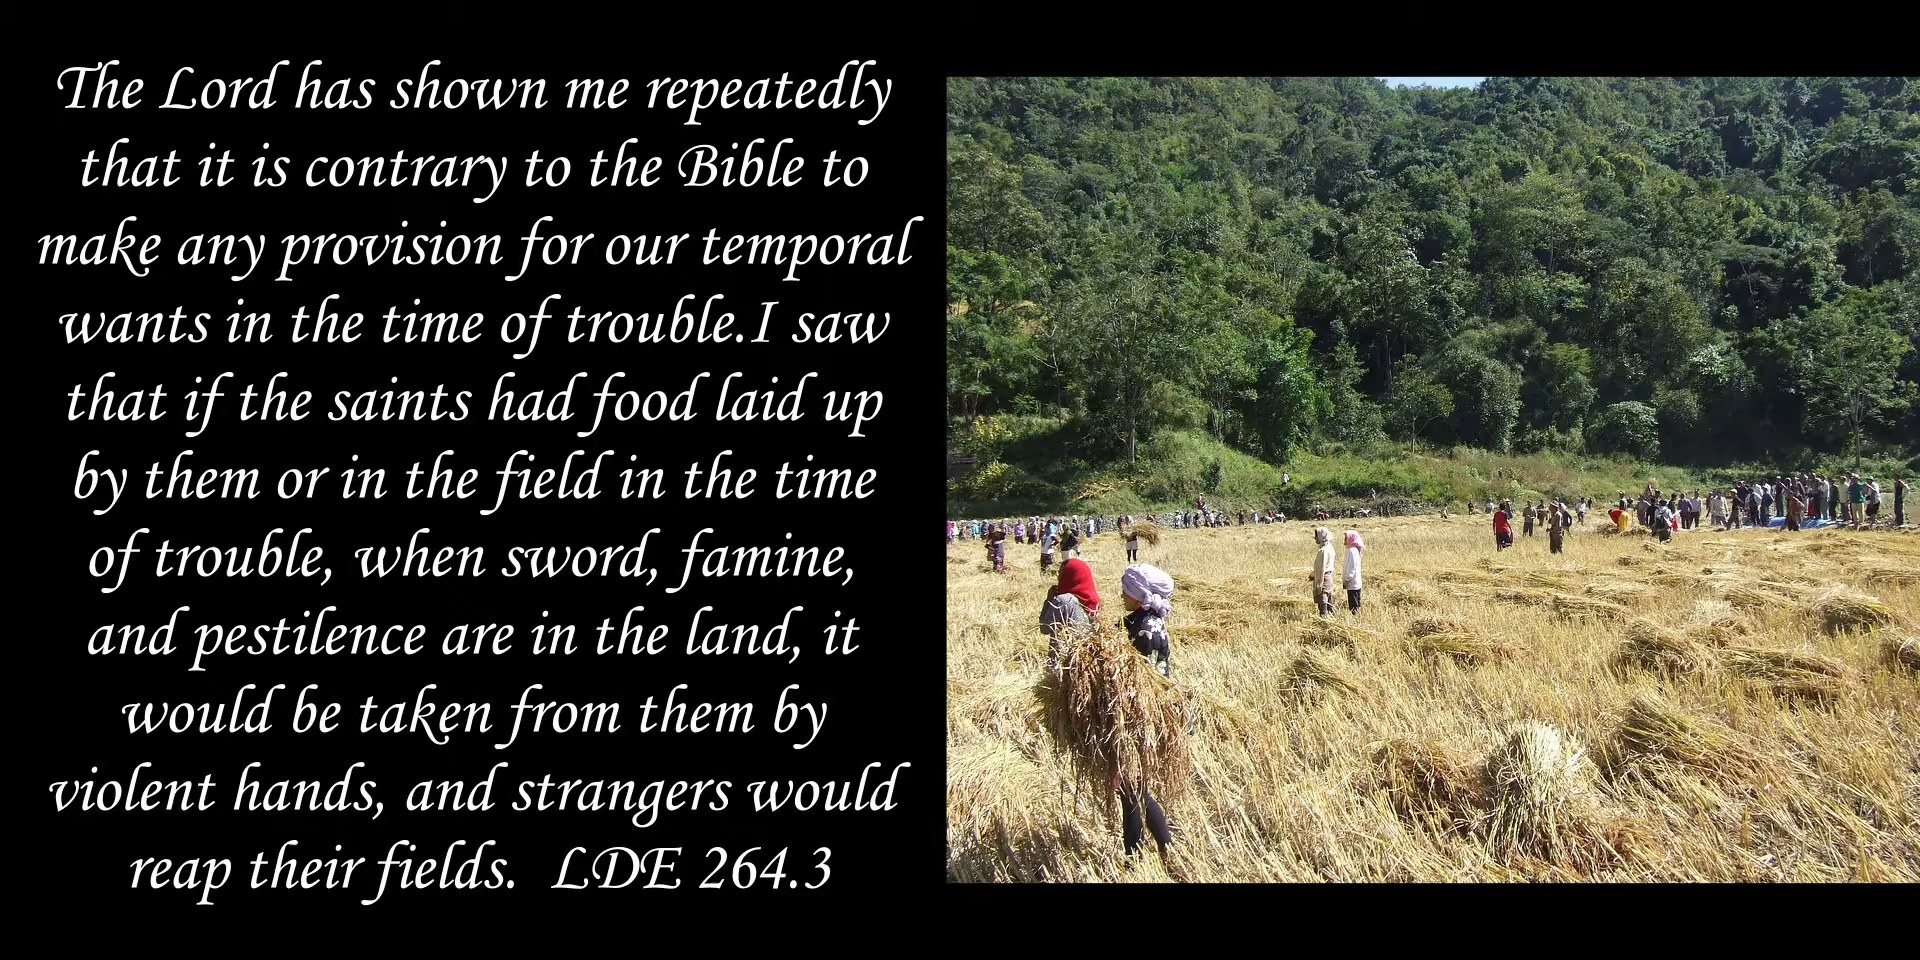 The Lord has shown me repeatedly
that it is contrary to the Bible to
make any provision for our temporal
wants in the time of trouble.I saw
that if the saints had food laid up
by them or in the field in the time
of trouble, when sword, famine,
and pestilence are in the land, it
would be taken from them by
violent hands, and strangers would
reap their fields.  LDE 264.3